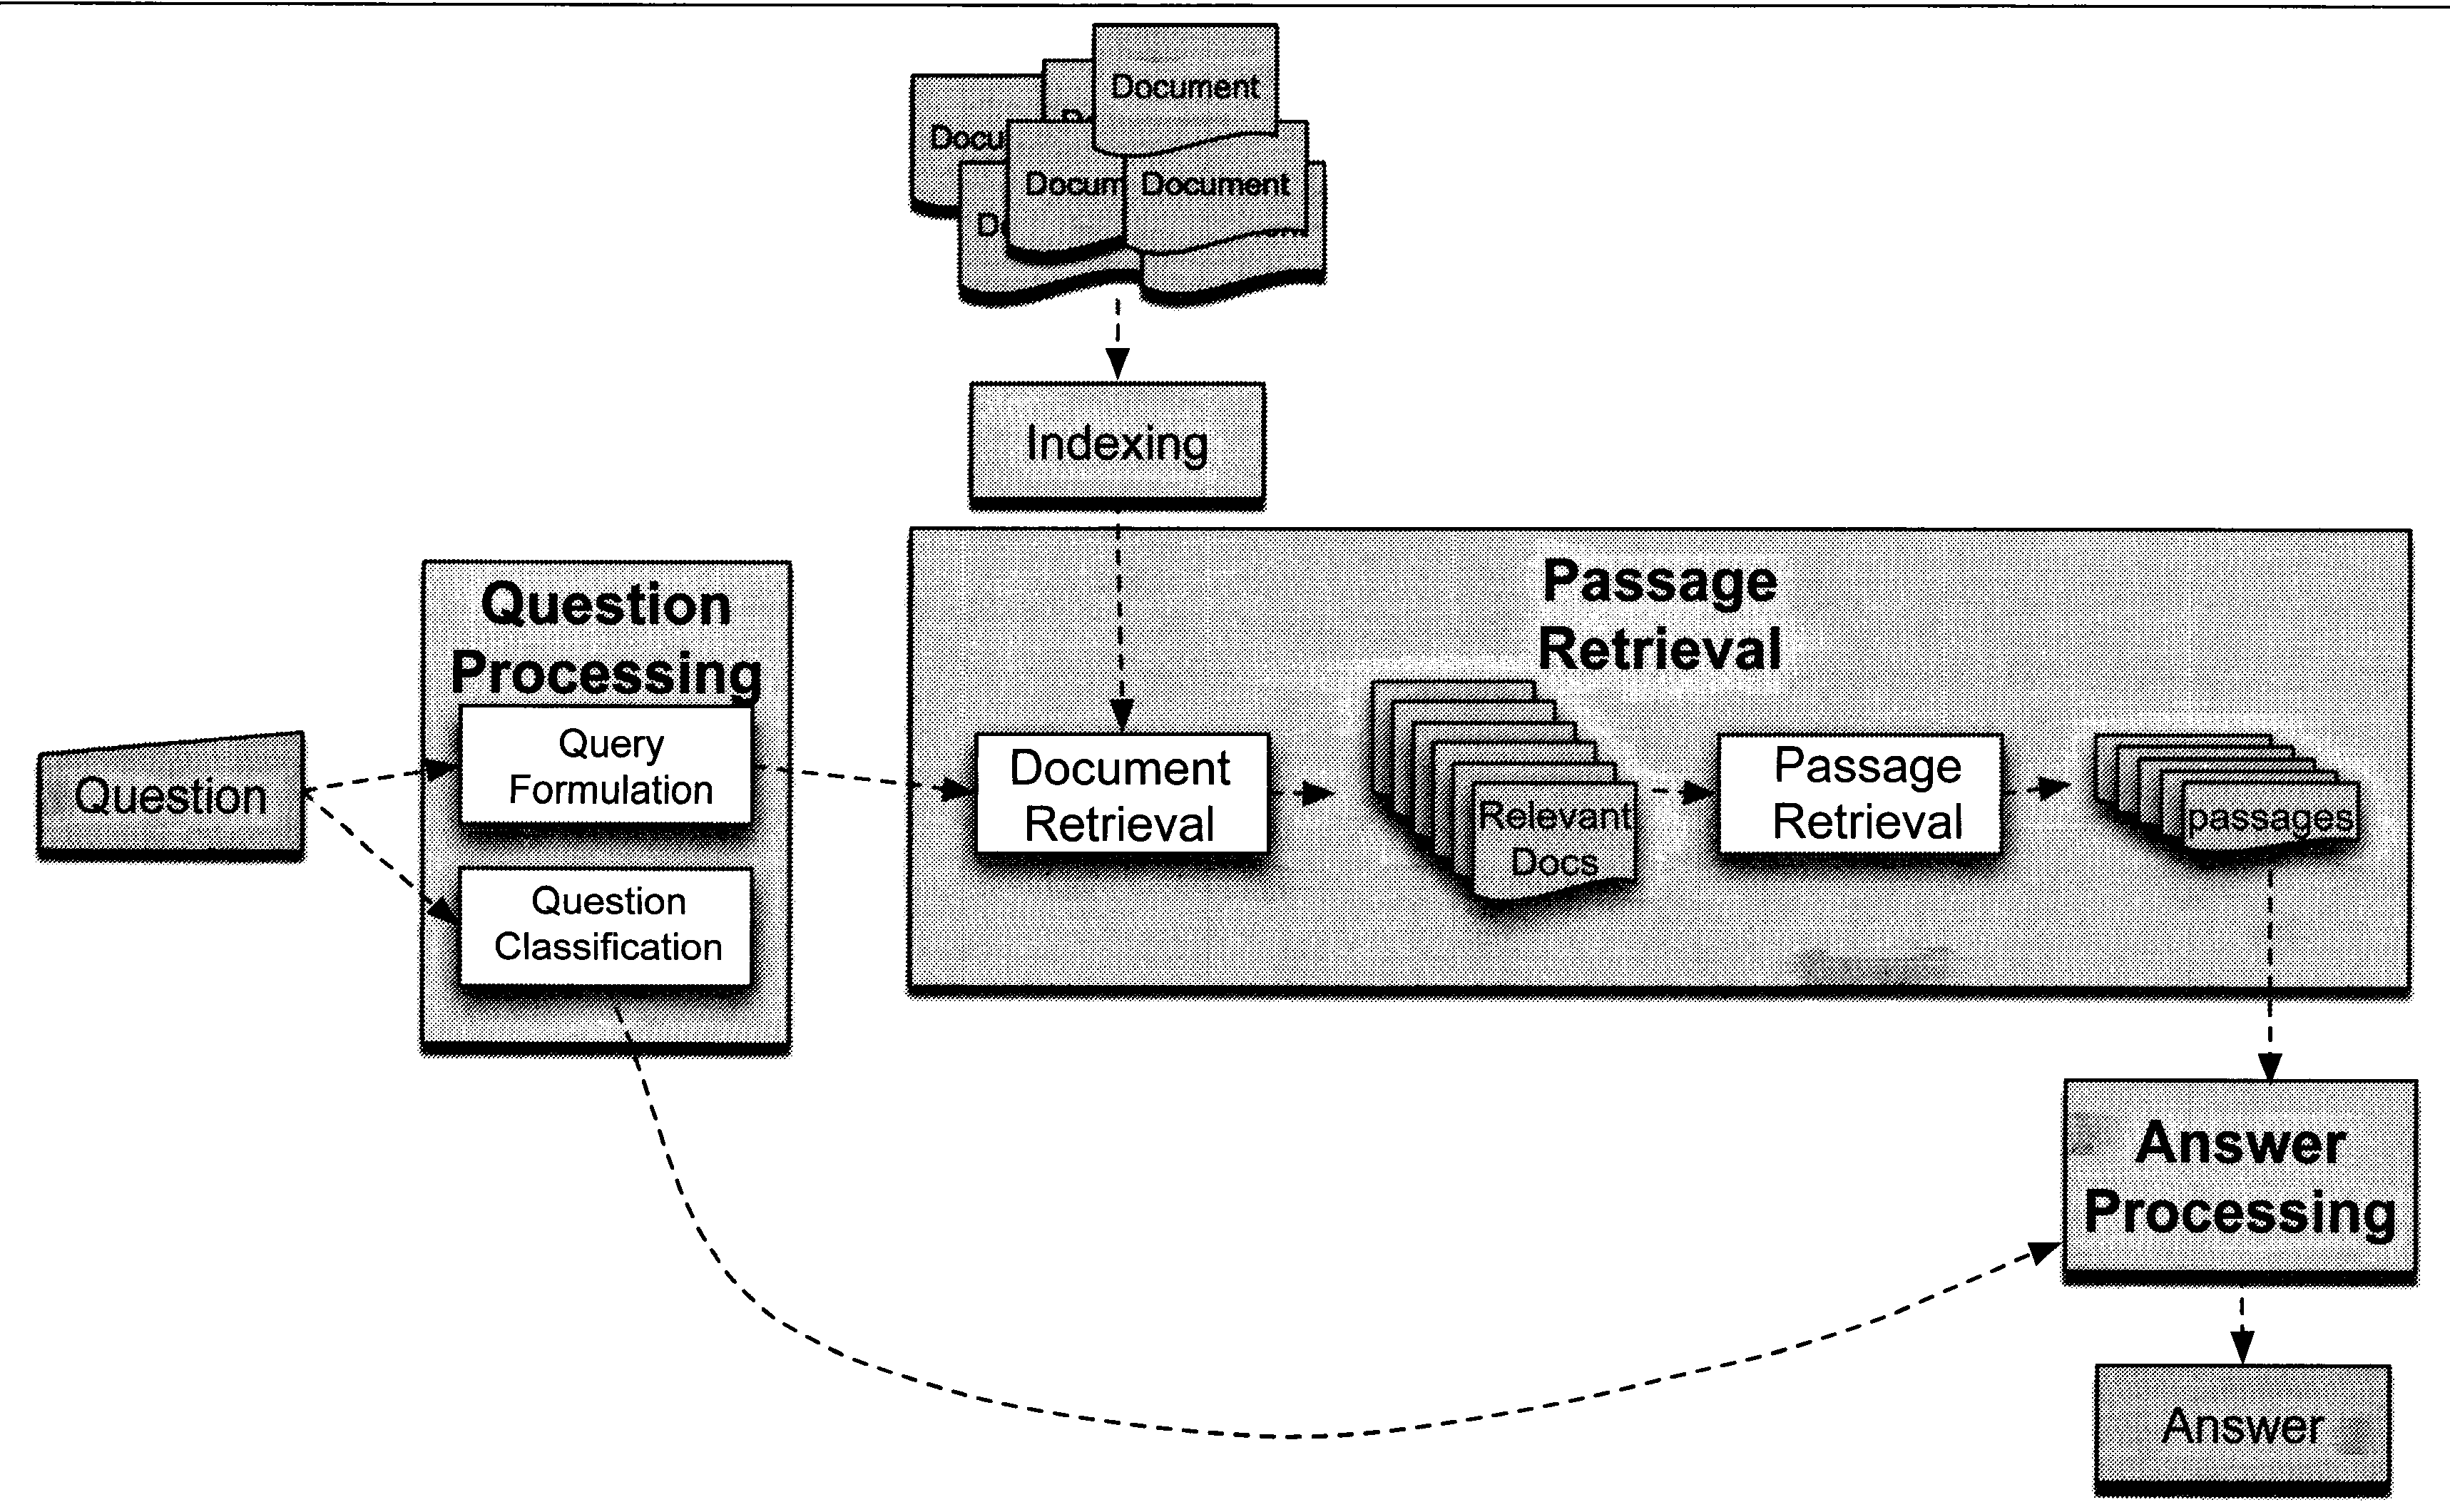 Document
Docu
Do
Docum
Document
D
Indexing
Passage
Retrieval
Question
Processing
Query
Formulation
Question
Question
Classification
Document
Retrieval
Relevant
Docs
Passage
Retrieval
passages
Answer
Processing
Answer